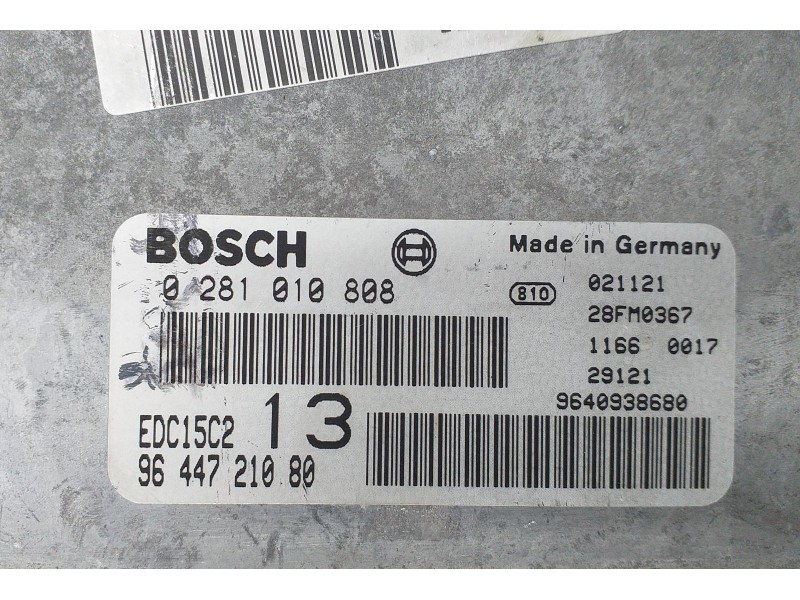 BOSCH
Made in Germany
0 281 010 808
810
021121
28FM0367
1166 0017
29121
9640938680
EDC15C2
13
96 447 210 80